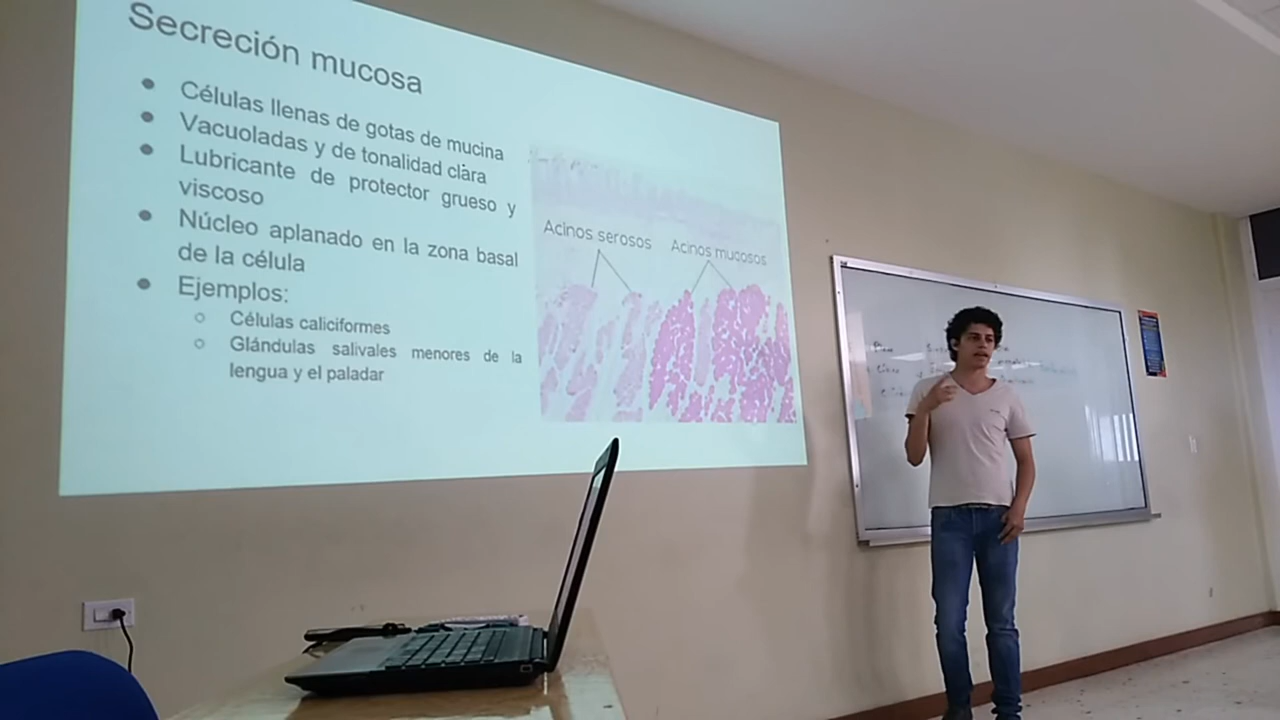 Secreción mucosa
Células llenas de gotas de mucina
Vacuoladas y de tonalidad clara
Lubricante de protector grueso y
viscoso
Núcleo aplanado en la zona basal
de la célula
Ejemplos:
Células caliciformes
Glándulas salivales menores de la
lengua y el paladar
Acinos serosos
Acinos mucosos